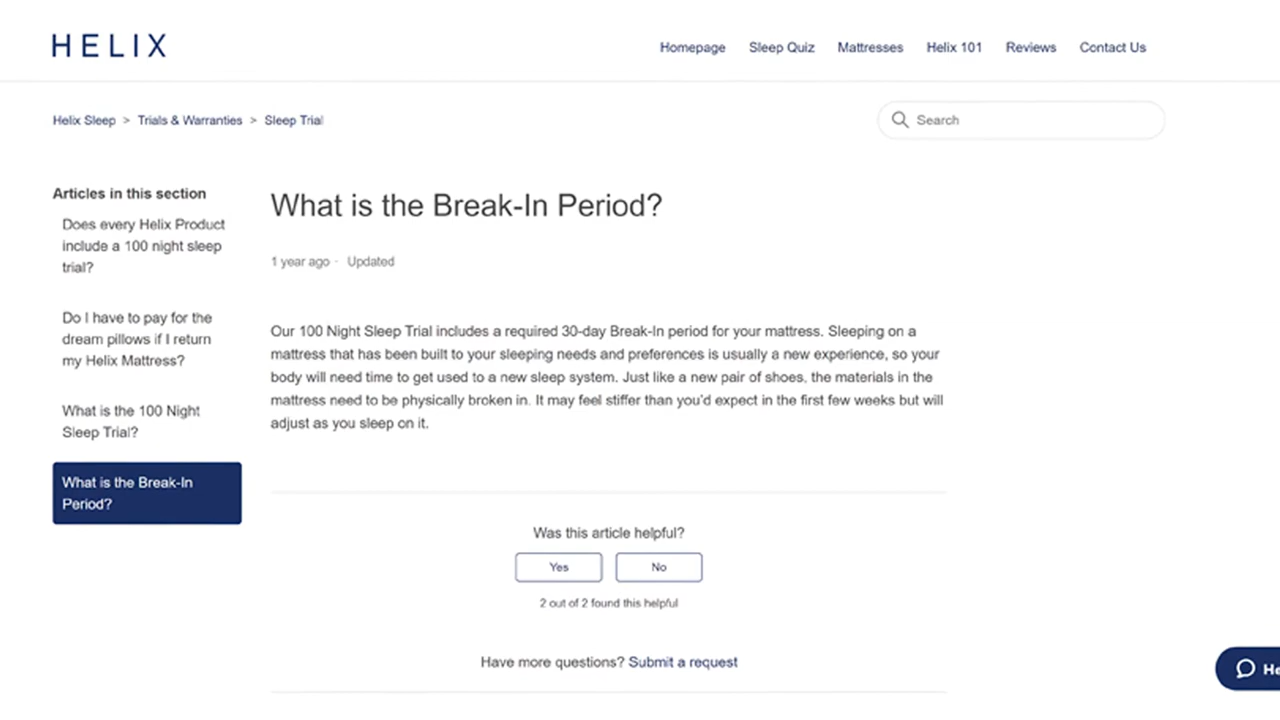 HELIX
Homepage Sleep Quiz Mattresses Helix 101 Reviews Contact Us
Helix Sleep > Trials & Warranties > Sleep Trial
Search
Articles in this section
Does every Helix Product
include a 100 night sleep
trial?
Do I have to pay for the
dream pillows if I return
my Helix Mattress?
What is the 100 Night
Sleep Trial?
What is the Break-In
Period?
What is the Break-In Period?
1 year ago · Updated
Our 100 Night Sleep Trial includes a required 30-day Break-In period for your mattress. Sleeping on a
mattress that has been built to your sleeping needs and preferences is usually a new experience, so your
body will need time to get used to a new sleep system. Just like a new pair of shoes, the materials in the
mattress need to be physically broken in. It may feel stiffer than you'd expect in the first few weeks but will
adjust as you sleep on it.
Was this article helpful?
Yes No
2 out of 2 found this helpful
Have more questions? Submit a request